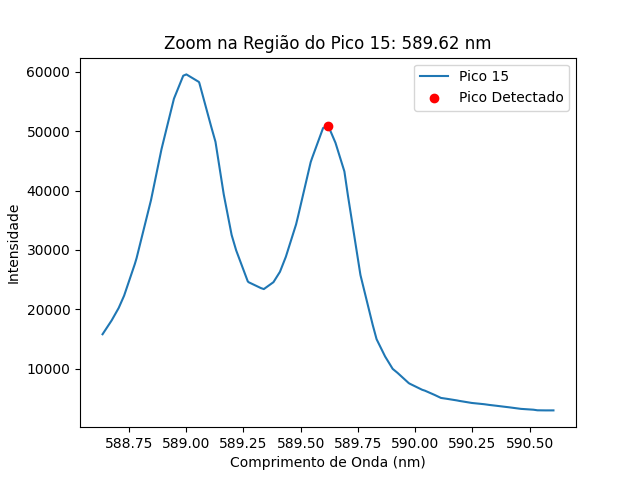 Zoom na Região do Pico 15: 589.62 nm
Pico 15
Pico Detectado
Intensidade
60000
50000
40000
30000
20000
10000
588.75 589.00 589.25 589.50 589.75 590.00 590.25 590.50
Comprimento de Onda (nm)